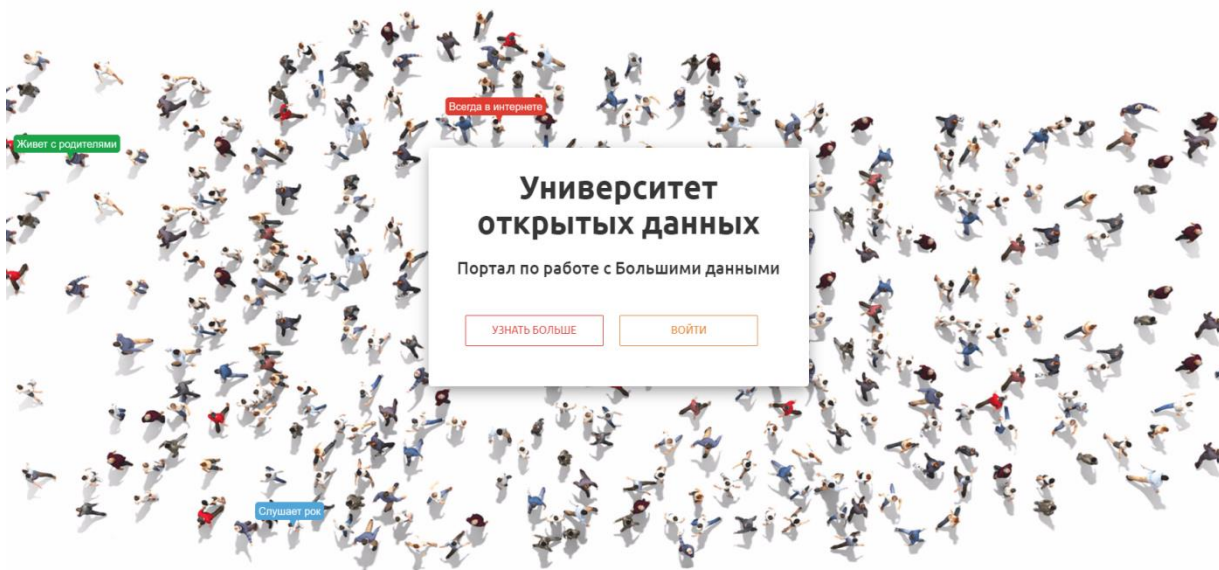 Всегда в интернете
Живет с родителями
Университет
открытых данных
Портал по работе с Большими данными
УЗНАТЬ БОЛЬШЕ
ВОЙТИ
Слушает рок